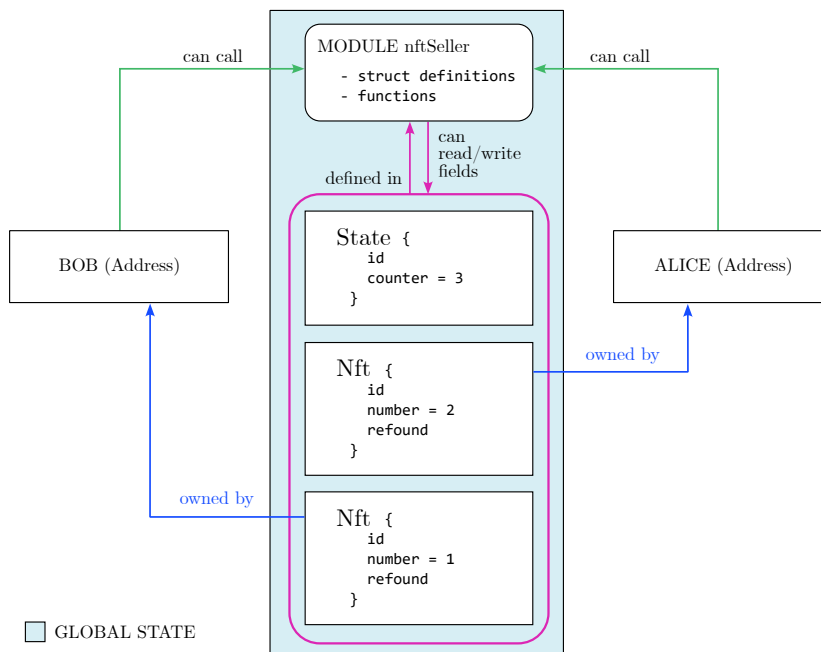 MODULE nftSeller
- struct definitions
- functions
can call
can call
can
read/write
fields
defined in
State {
id
counter = 3
}
BOB (Address)
ALICE (Address)
Nft {
id
number = 2
refound
}
owned by
owned by
Nft {
id
number = 1
refound
}
GLOBAL STATE